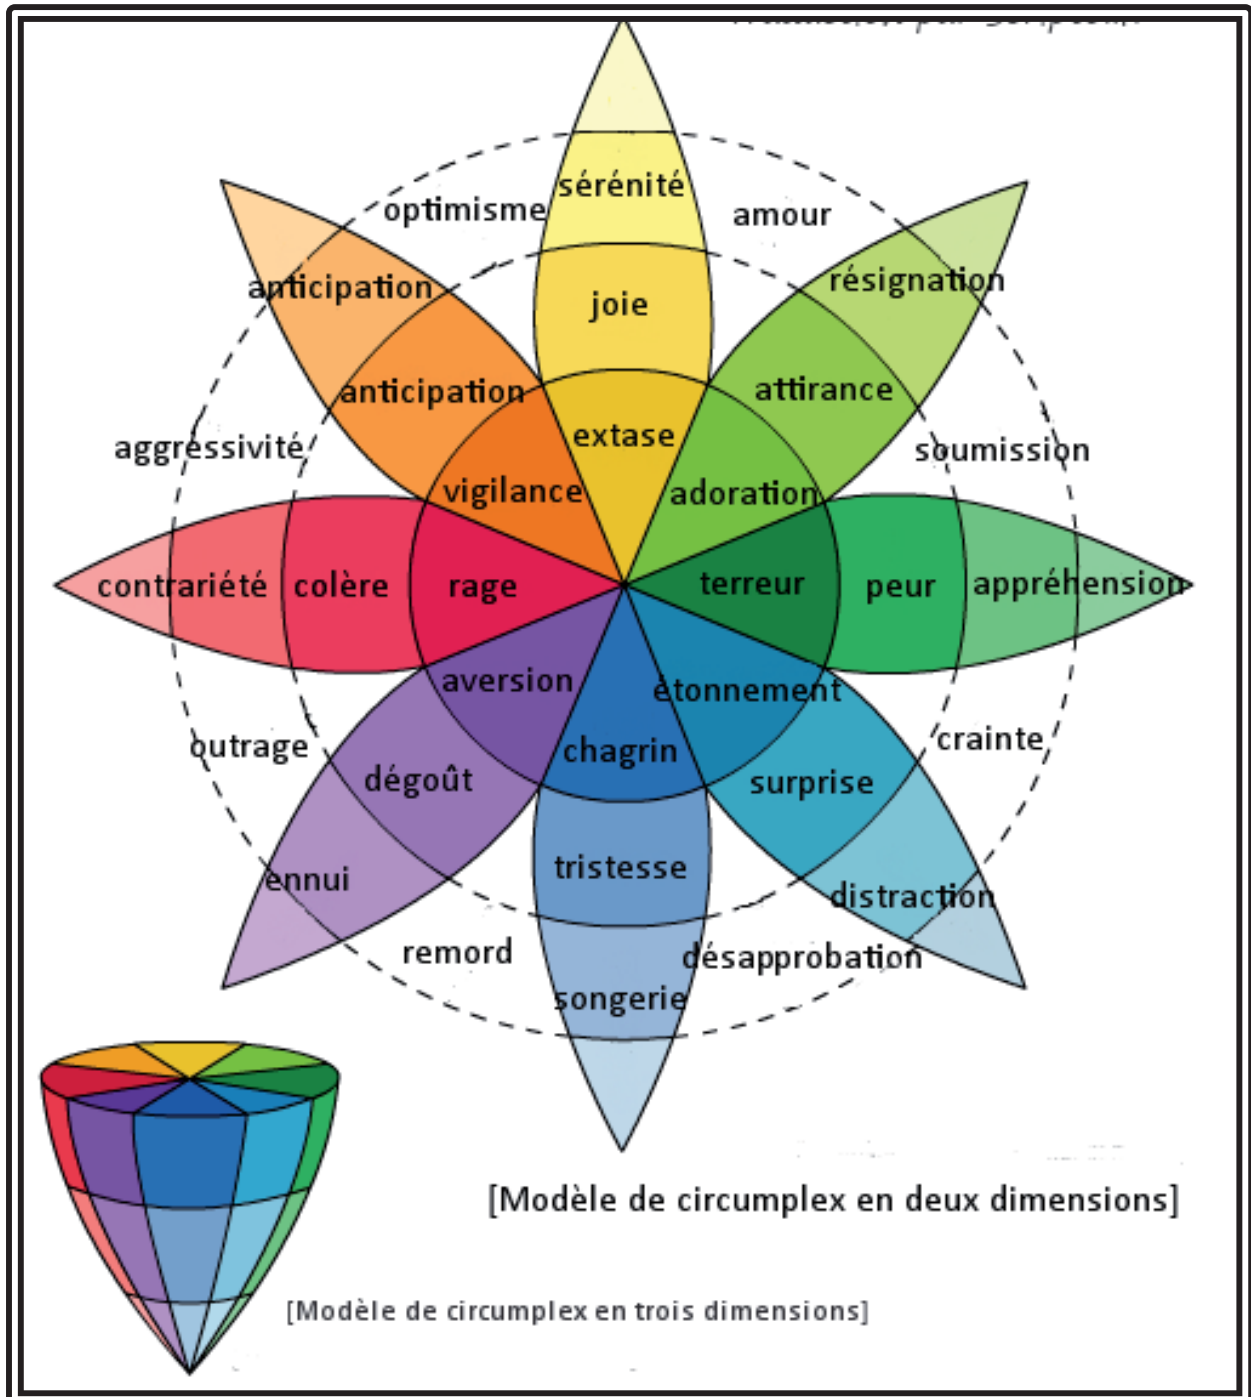 sérénité
optimisme
amour
anticipation
résignation
joie
anticipation
attirance
extase
aggréssivité
soumission
vigilance
adoration
contrariété
colère
rage
terreur
peur
appréhension
aversion
étonnement
outrage
chagrin
crainte
dégoût
surprise
tristesse
ennui
distraction
remord
désapprobation
songerie
[Modèle de circumplex en deux dimensions]
[Modèle de circumplex en trois dimensions]